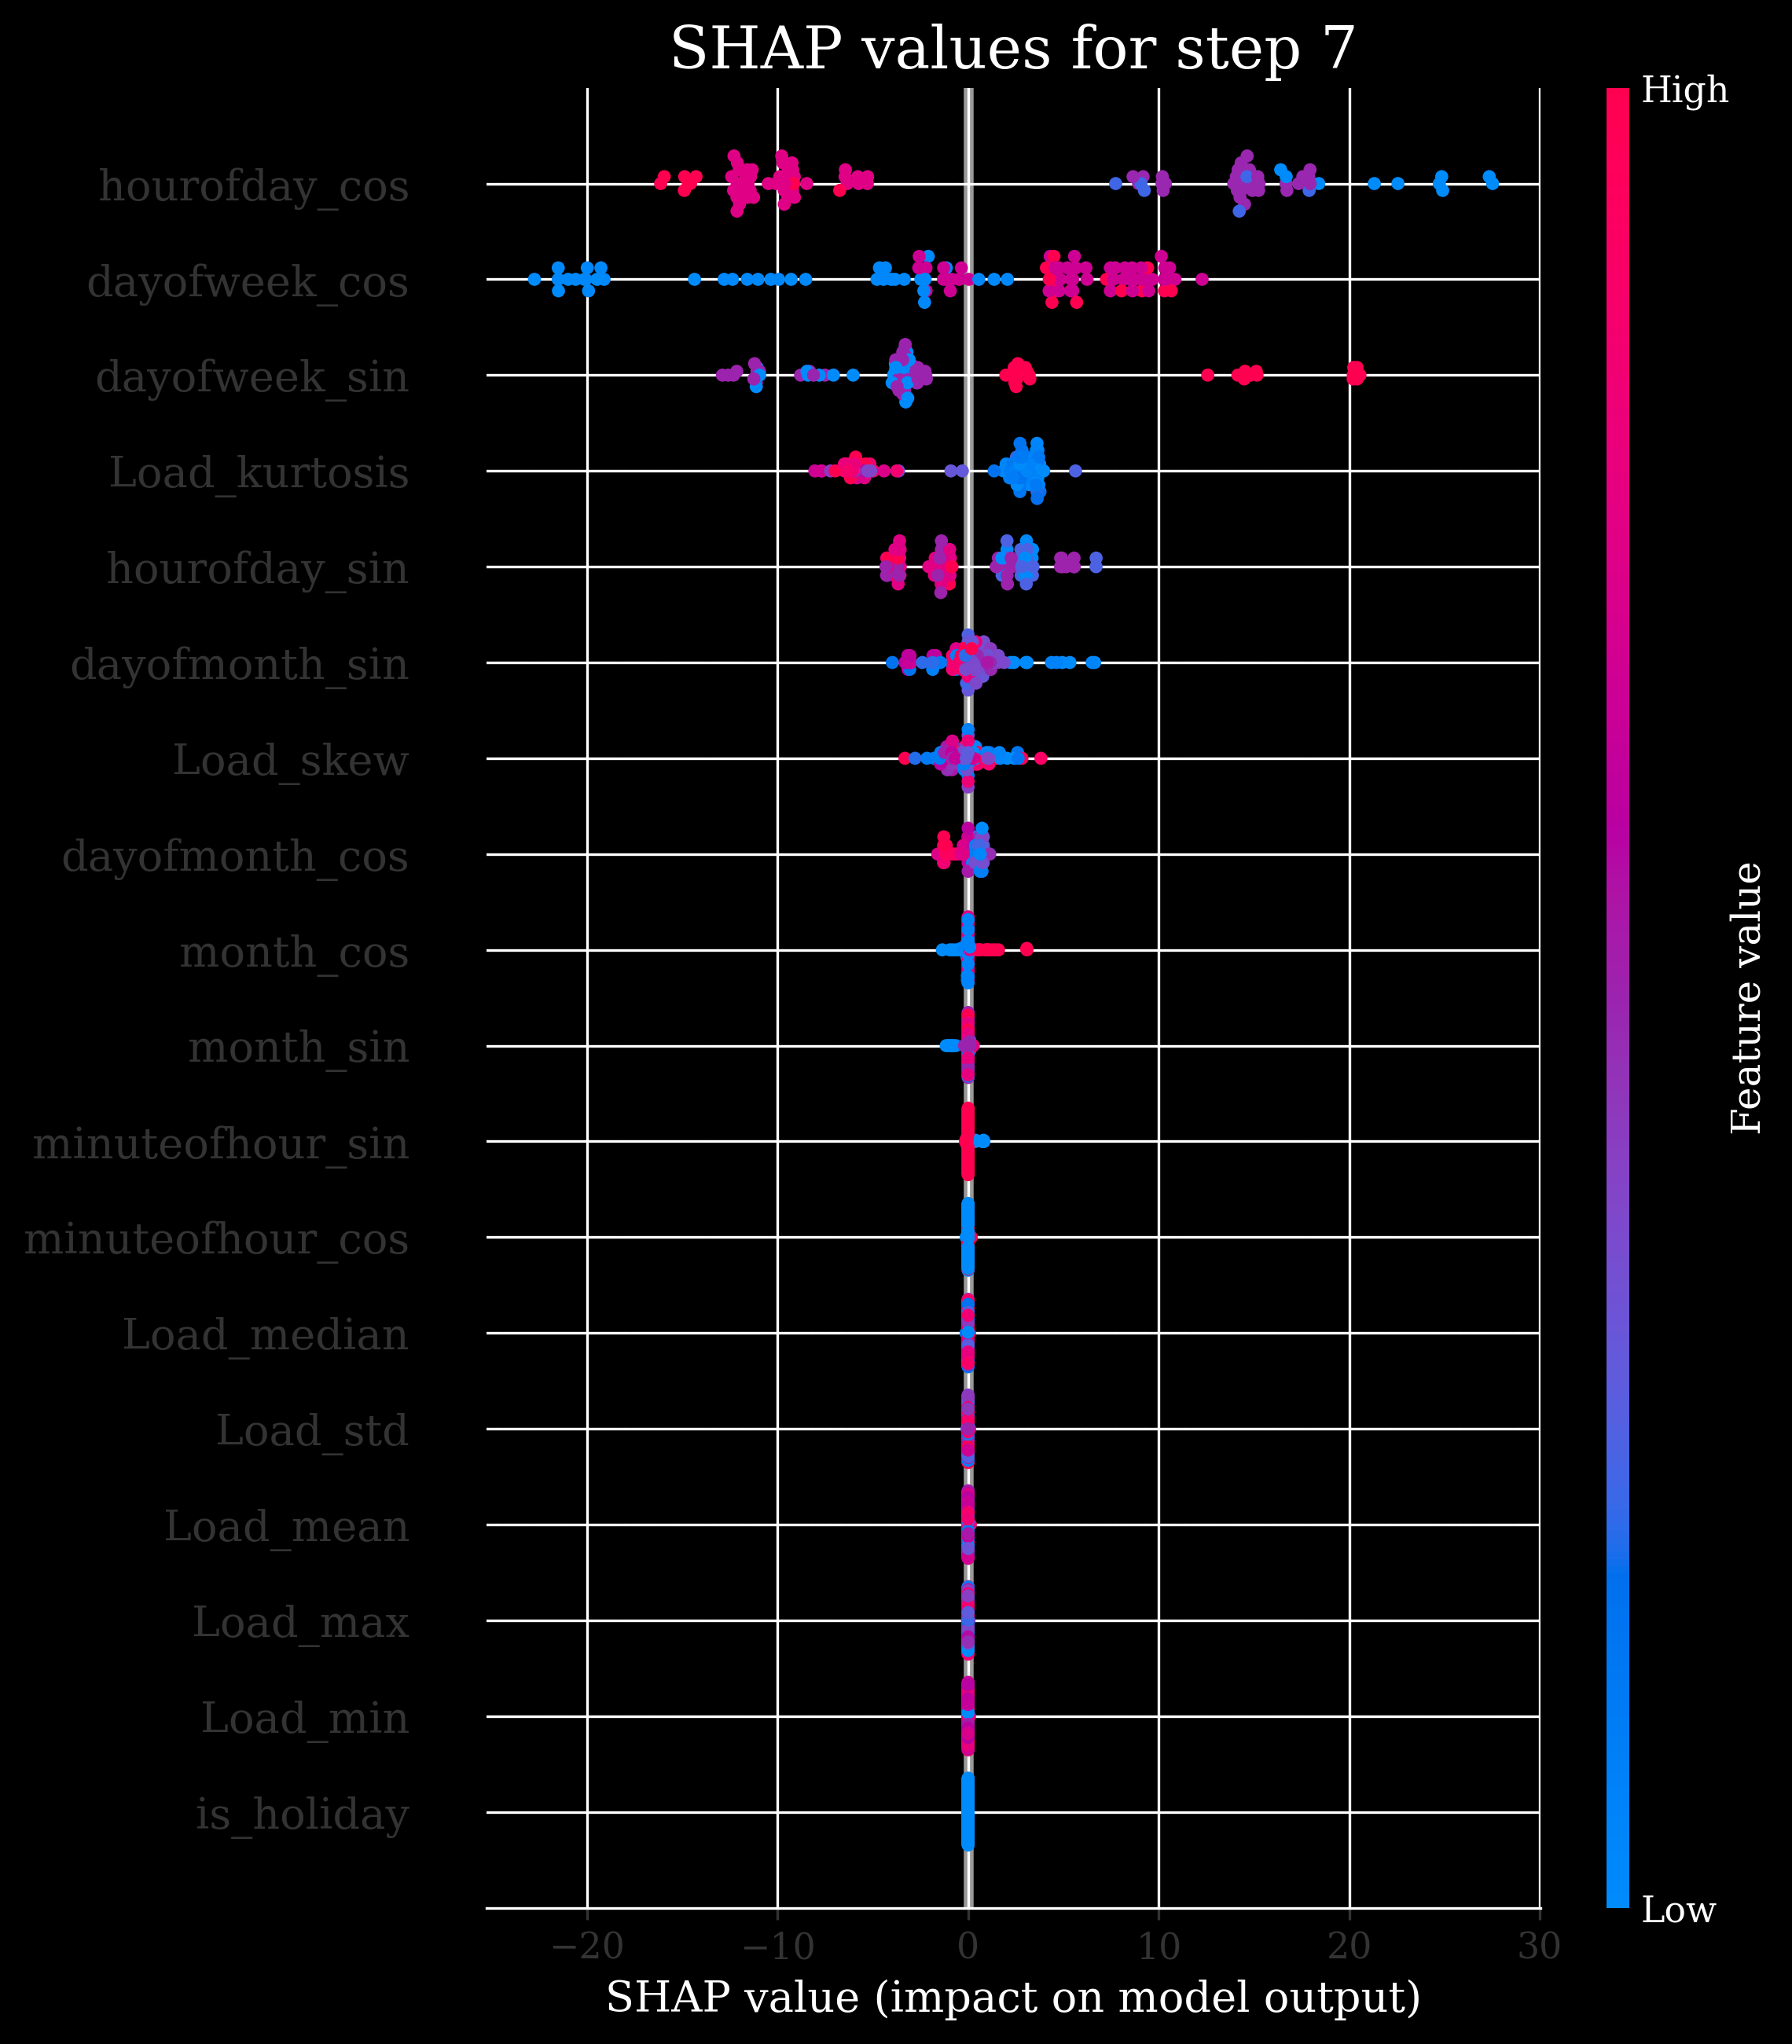 SHAP values for step 7
High
hourofday_cos
dayofweek_cos
dayofweek_sin
Load_kurtosis
hourofday_sin
dayofmonth_sin
Load_skew
dayofmonth_cos
month_cos
month_sin
minuteofhour_sin
minuteofhour_cos
Load_median
Load_std
Load_mean
Load_max
Load_min
is_holiday
Feature value
Low
−20 −10 0 10 20 30
SHAP value (impact on model output)